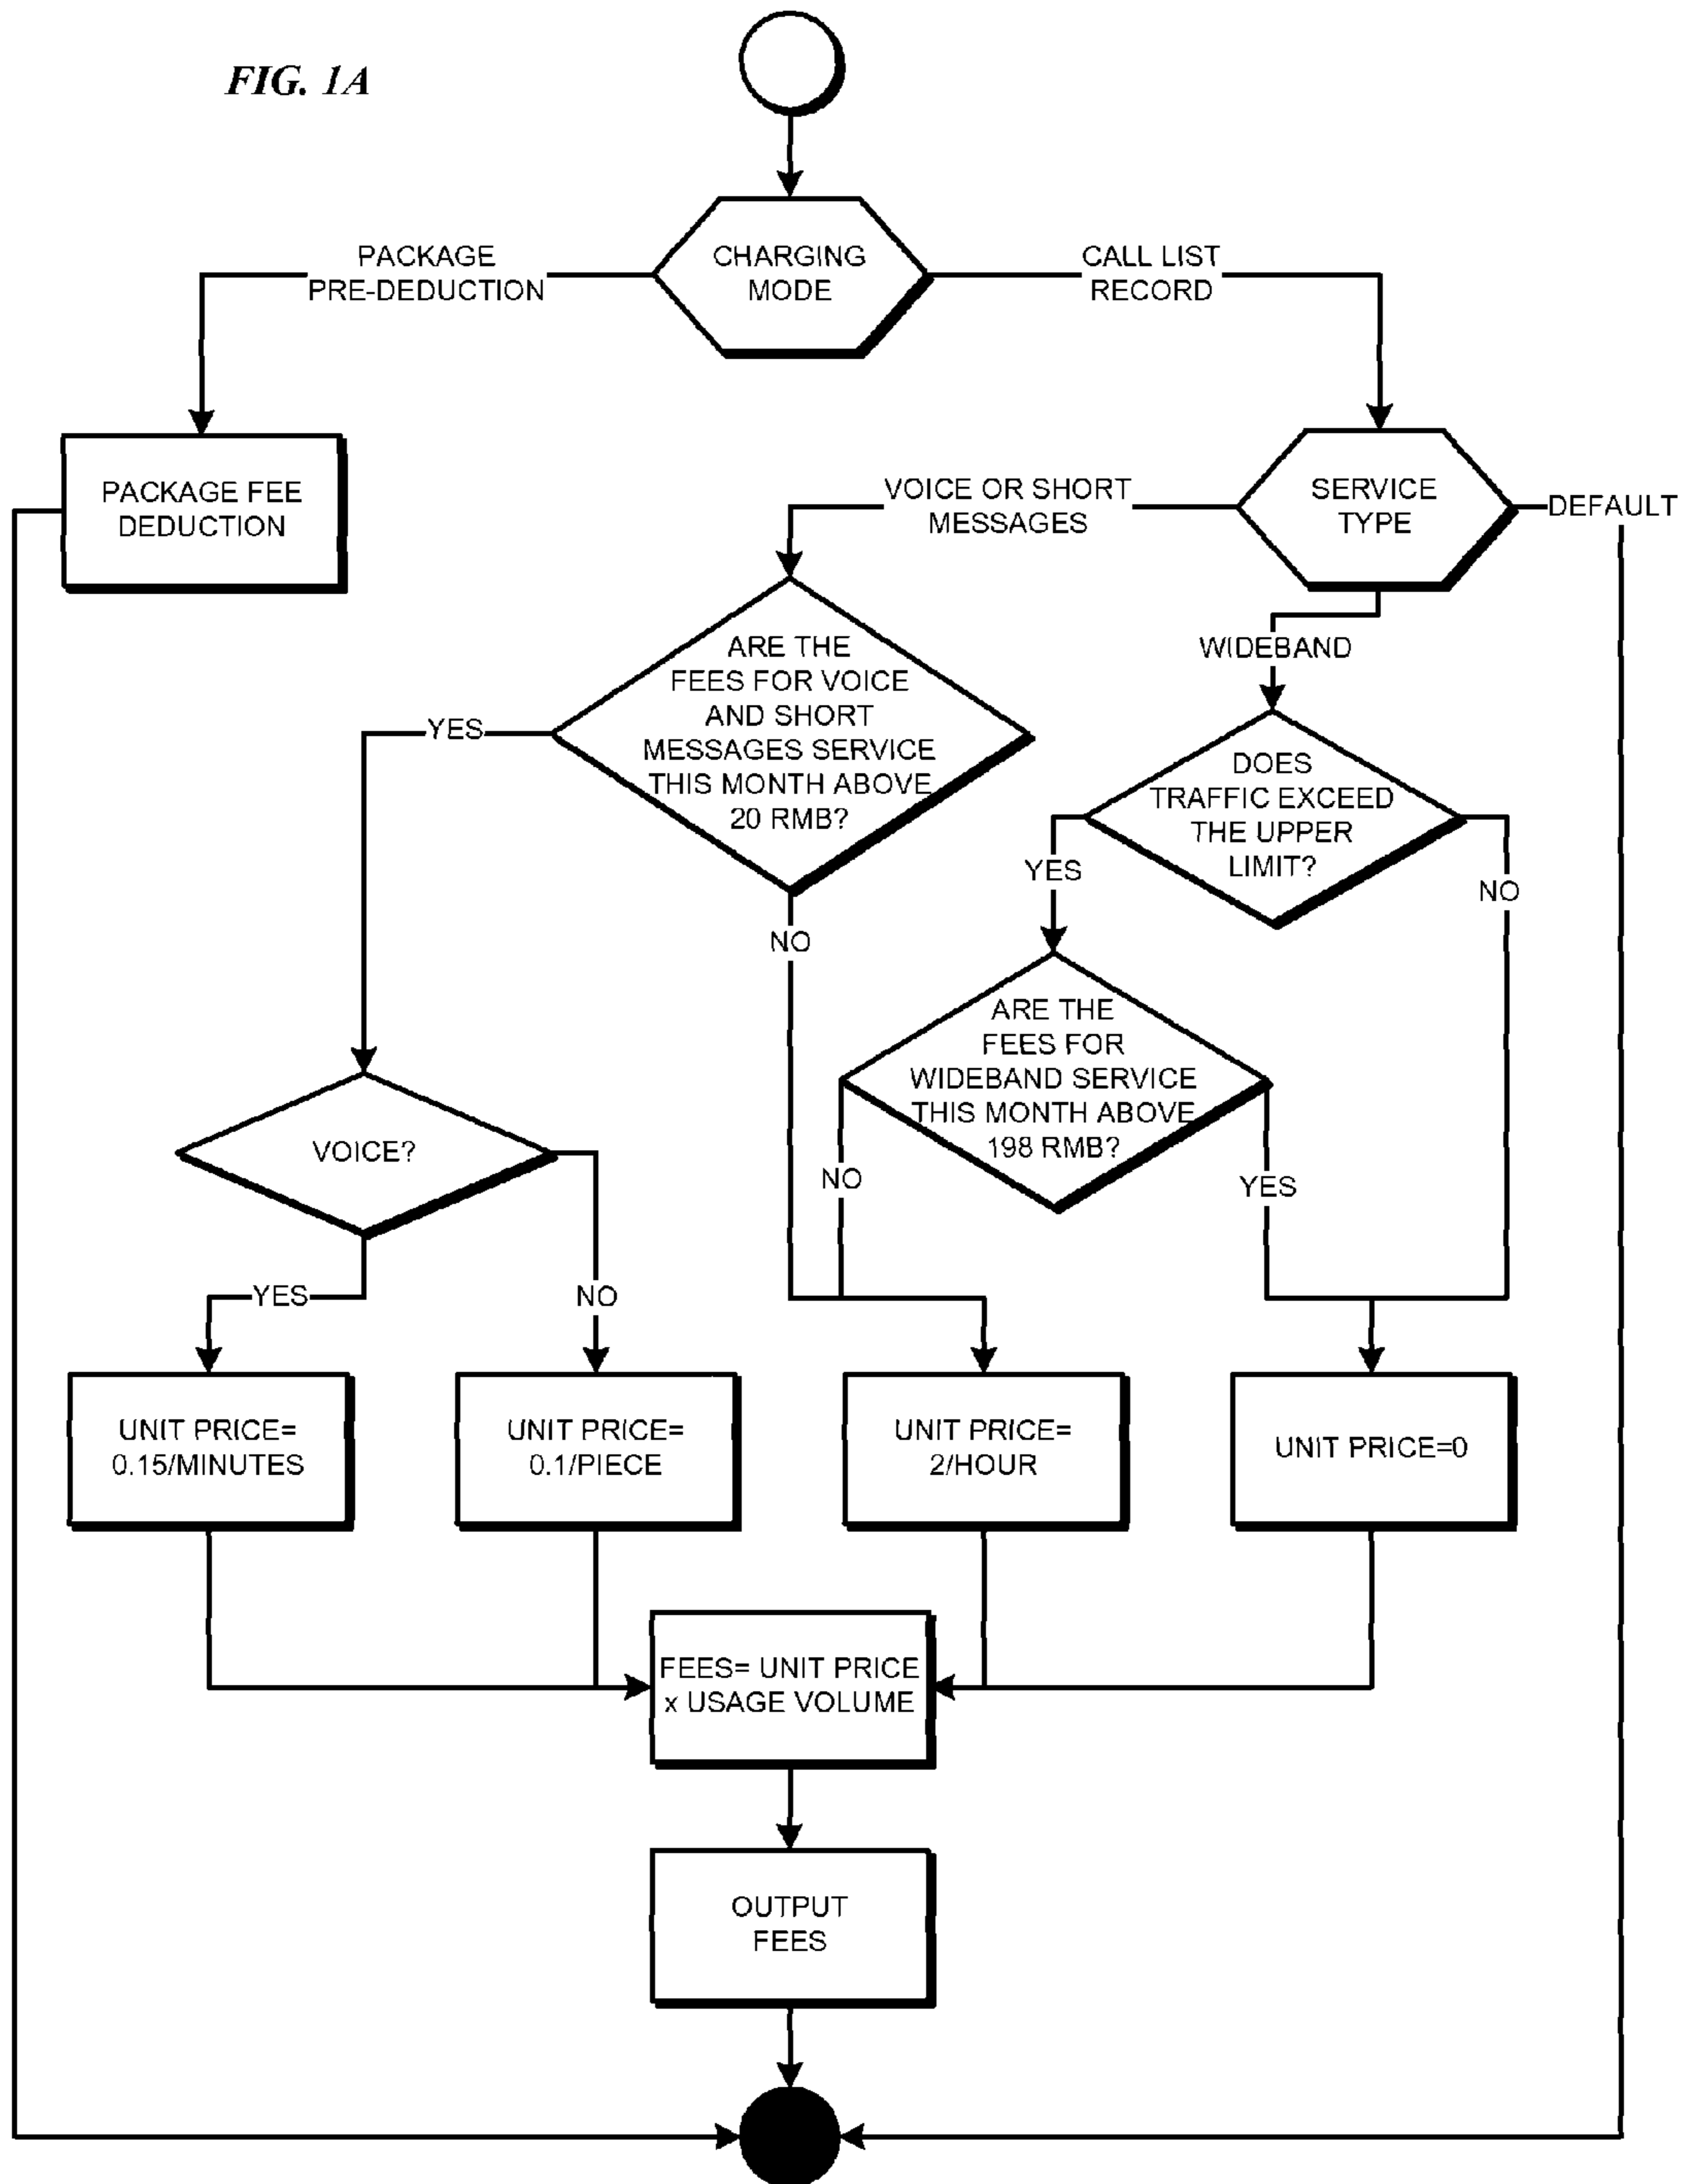 FIG. 1A
CHARGING
MODE
PACKAGE
PRE-DEDUCTION
CALL LIST
RECORD
PACKAGE FEE
DEDUCTION
VOICE OR SHORT
MESSAGES
SERVICE
TYPE
DEFAULT
WIDEBAND
ARE THE
FEES FOR VOICE
AND SHORT
MESSAGES SERVICE
THIS MONTH ABOVE
20 RMB?
YES
NO
DOES
TRAFFIC EXCEED
THE UPPER
LIMIT?
YES
NO
ARE THE
FEES FOR
WIDEBAND SERVICE
THIS MONTH ABOVE
198 RMB?
NO
YES
VOICE?
YES
NO
UNIT PRICE=
0.15/MINUTES
UNIT PRICE=
0.1/PIECE
UNIT PRICE=
2/HOUR
UNIT PRICE=0
FEES= UNIT PRICE
x USAGE VOLUME
OUTPUT
FEES